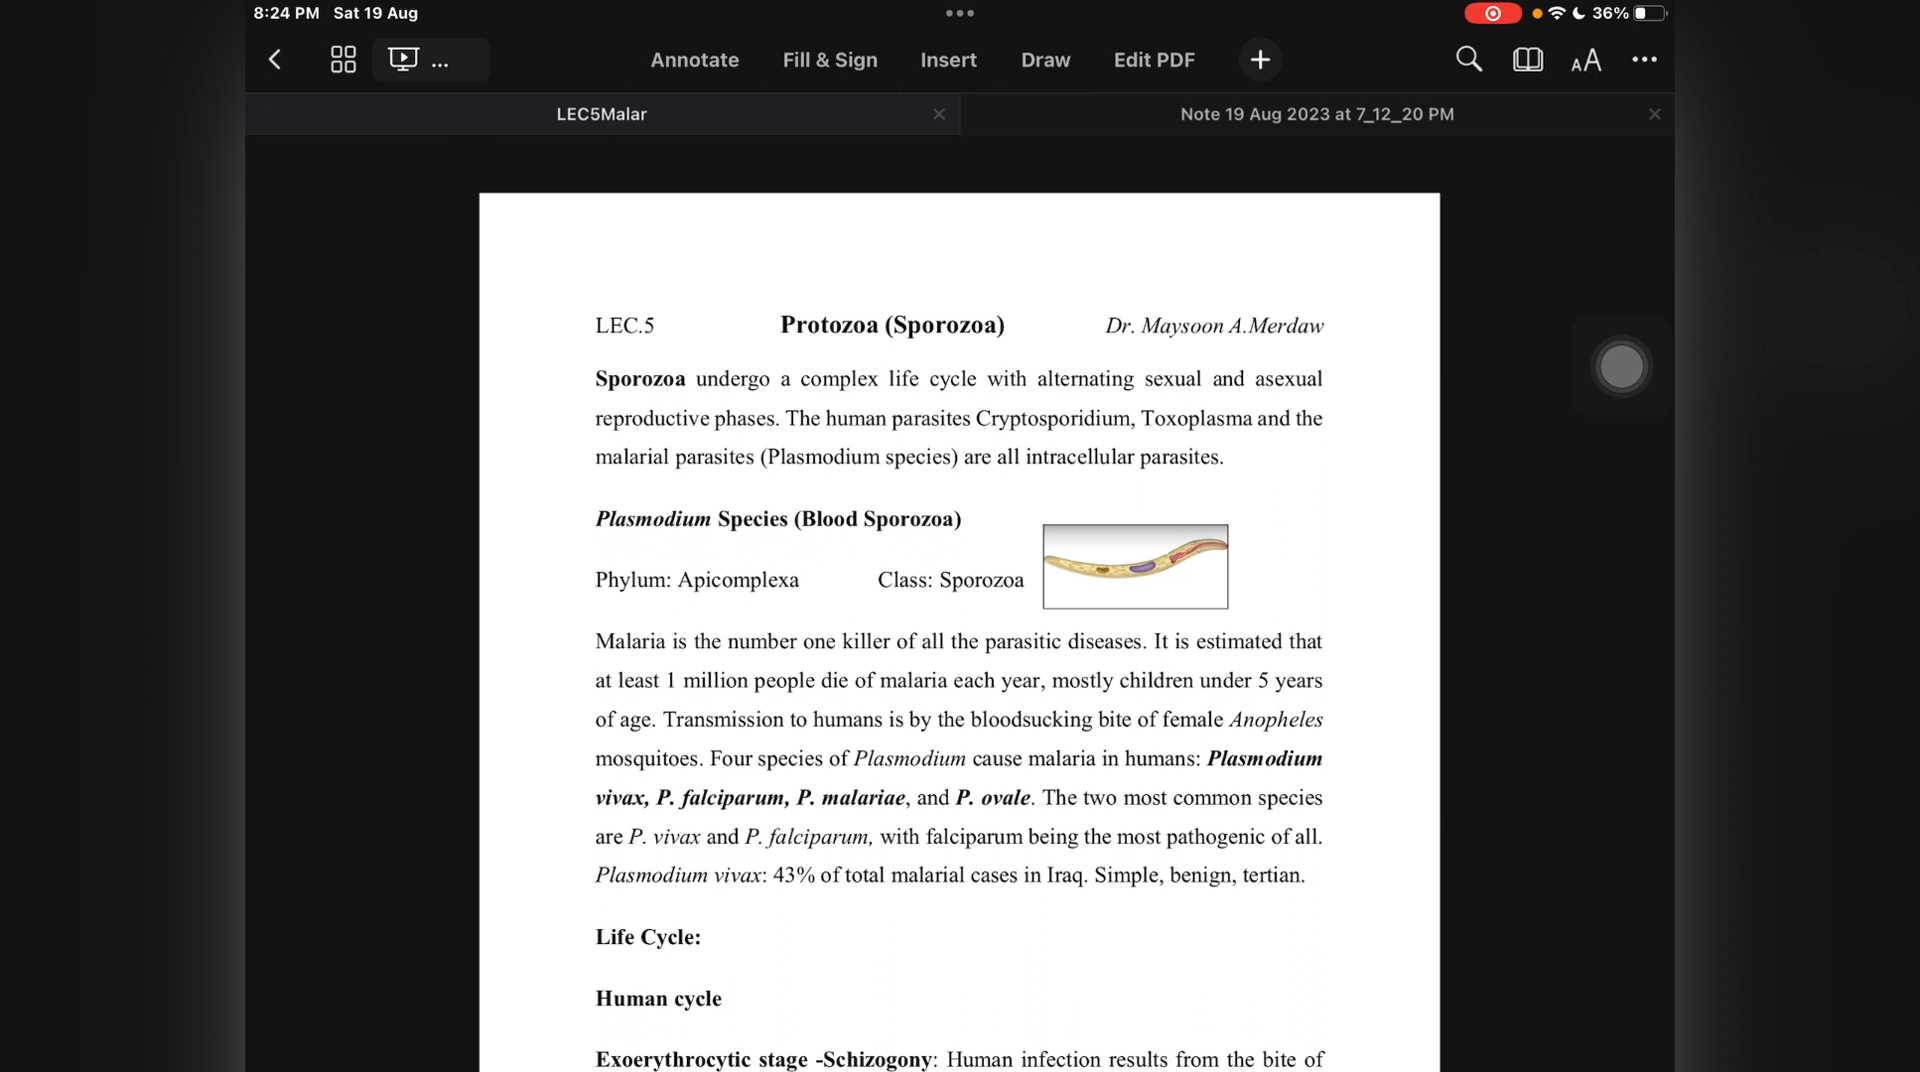 8:24 PM Sat 19 Aug
36%
Annotate Fill & Sign Insert Draw Edit PDF
AA
LEC5Malar
Note 19 Aug 2023 at 7_12_20 PM
LEC.5 Protozoa (Sporozoa) Dr. Maysoon A.Merdaw
Sporozoa undergo a complex life cycle with alternating sexual and asexual
reproductive phases. The human parasites Cryptosporidium, Toxoplasma and the
malarial parasites (Plasmodium species) are all intracellular parasites.
Plasmodium Species (Blood Sporozoa)
Phylum: Apicomplexa Class: Sporozoa
Malaria is the number one killer of all the parasitic diseases. It is estimated that
at least 1 million people die of malaria each year, mostly children under 5 years
of age. Transmission to humans is by the bloodsucking bite of female Anopheles
mosquitoes. Four species of Plasmodium cause malaria in humans: Plasmodium
vivax, P. falciparum, P. malariae, and P. ovale. The two most common species
are P. vivax and P. falciparum, with falciparum being the most pathogenic of all.
Plasmodium vivax: 43% of total malarial cases in Iraq. Simple, benign, tertian.
Life Cycle:
Human cycle
Exoerythrocytic stage -Schizogony: Human infection results from the bite of